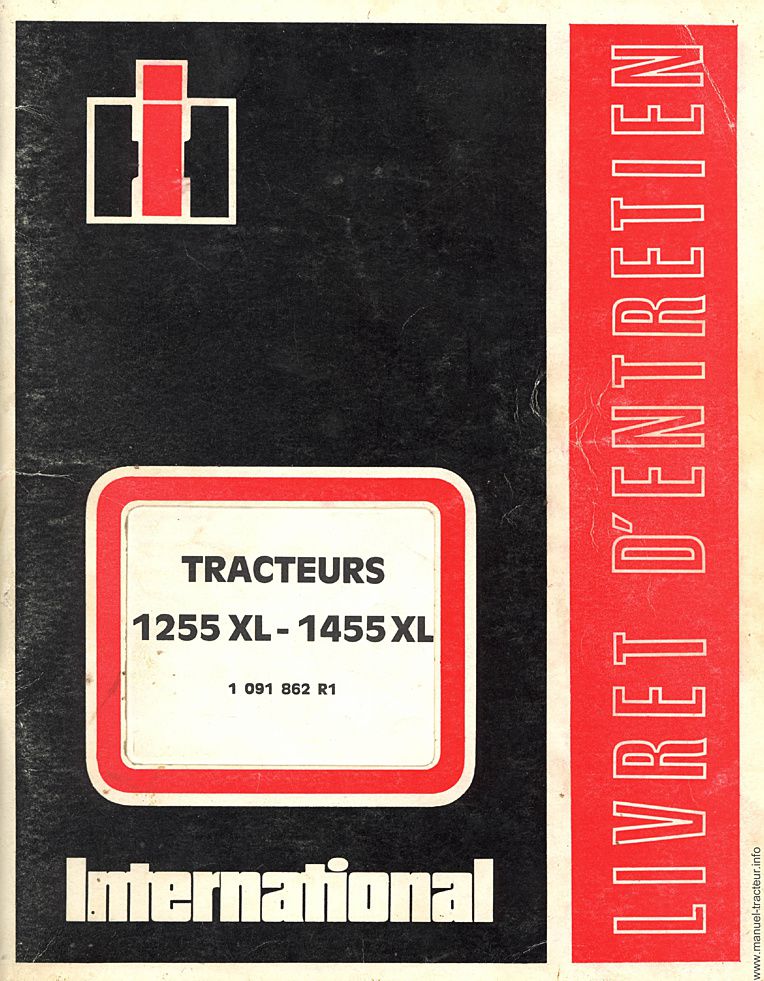 TRACTEURS
1255 XL - 1455 XL
1 091 862 R1
International
LIVRET D'ENTRETIEN
www.manuel-tracteur.info